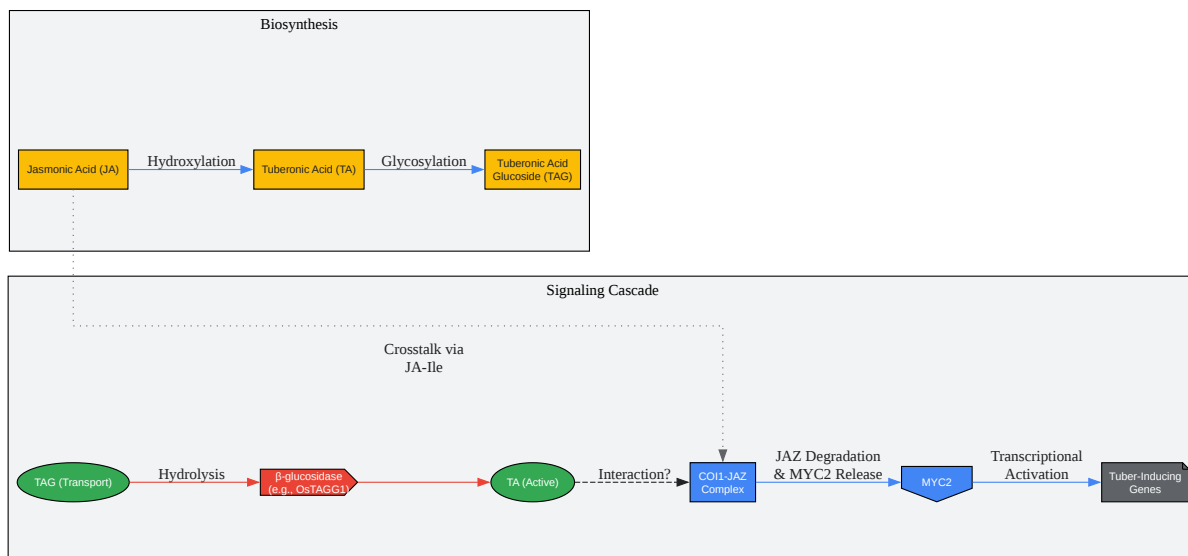 Biosynthesis
Jasmonic Acid (JA)
Hydroxylation
Tuberonic Acid (TA)
Glycosylation
Tuberonic Acid
Glucoside (TAG)
Signaling Cascade
Crosstalk via
JA-Ile
TAG (Transport)
Hydrolysis
β-glucosidase
(e.g., OsTAGG1)
TA (Active)
Interaction?
COI1-JAZ
Complex
JAZ Degradation
& MYC2 Release
MYC2
Transcriptional
Activation
Tuber-Inducing
Genes